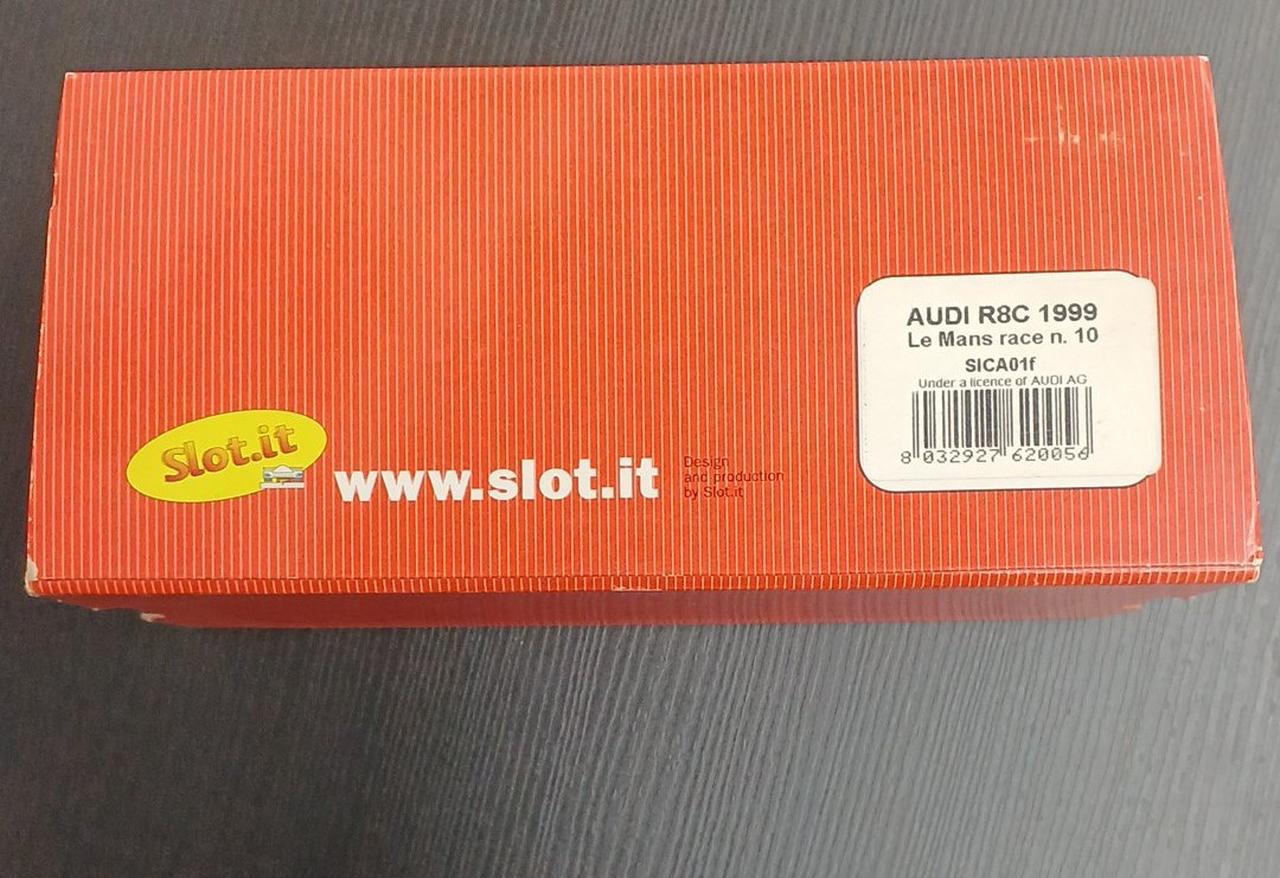 AUDI R8C 1999
Le Mans race n. 10
SICA01f
Under a licence of AUDI AG
8 032927 620056
Slot.it
www.slot.it
Design
and production
by Slot.it